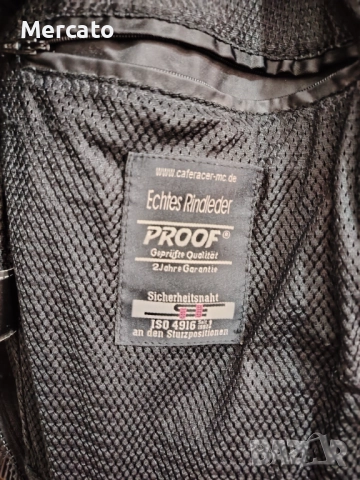 Mercato
www.caferacer-mc.de
Echtes Rindleder
PROOF®
Geprüfte Qualität
2 Jahre Garantie
Sicherheitsnaht
ISO 4916
an den Sturzpositionen
BAZAR